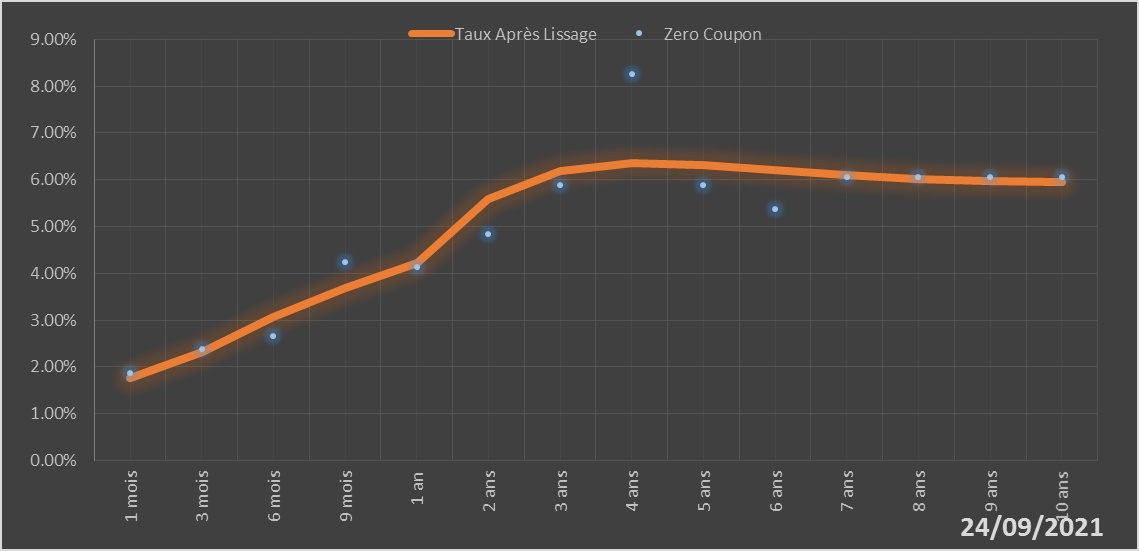 Taux Après Lissage
Zero Coupon
9.00%
8.00%
7.00%
6.00%
5.00%
4.00%
3.00%
2.00%
1.00%
0.00%
1 mois
3 mois
6 mois
9 mois
1 an
2 ans
3 ans
4 ans
5 ans
6 ans
7 ans
8 ans
9 ans
10 ans
24/09/2021